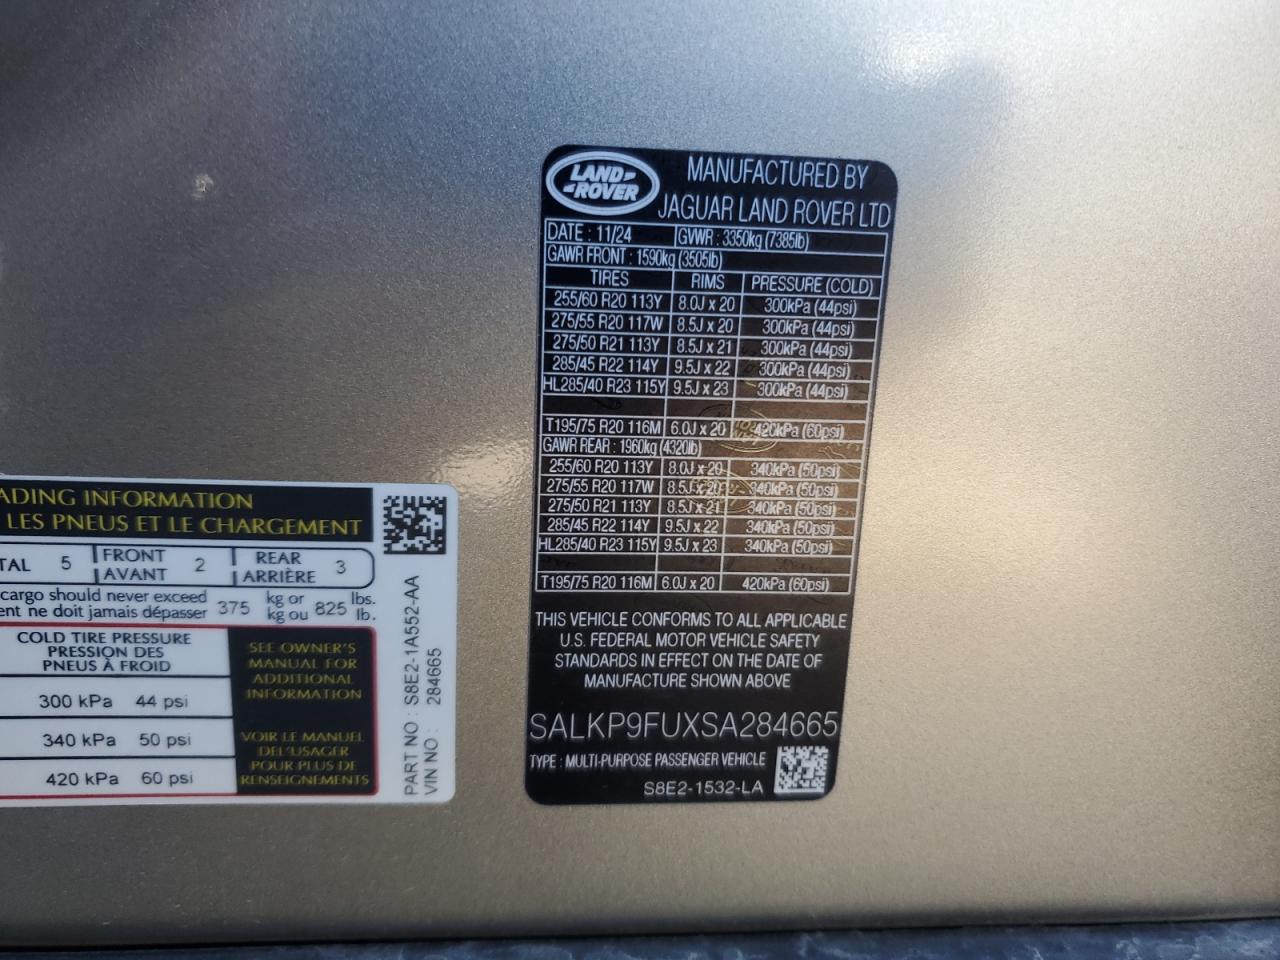 ADING INFORMATION
LES PNEUS ET LE CHARGEMENT
TAL 5 FRONT AVANT 2 REAR ARRIÈRE 3
cargo should never exceed
ent ne doit jamais dépasser 375 kg or kg ou 825 lbs. lb.
COLD TIRE PRESSURE
PRESSION DES
PNEUS À FROID
300 kPa 44 psi
340 kPa 50 psi
420 kPa 60 psi
SEE OWNER'S
MANUAL FOR
ADDITIONAL
INFORMATION
VOIR LE MANUEL
DE L'USAGER
POUR PLUS DE
RENSEIGNEMENTS
PART NO : S8E2-1A552-AA
VIN NO : 284665
LAND ROVER
MANUFACTURED BY
JAGUAR LAND ROVER LTD
DATE : 11/24 GVWR : 3350kg (7385lb)
GAWR FRONT : 1590kg (3505lb)
TIRES RIMS PRESSURE (COLD)
255/60 R20 113Y 8.0J x 20 300kPa (44psi)
275/55 R20 117W 8.5J x 20 300kPa (44psi)
275/50 R21 113Y 8.5J x 21 300kPa (44psi)
285/45 R22 114Y 9.5J x 22 300kPa (44psi)
HL285/40 R23 115Y 9.5J x 23 300kPa (44psi)
T195/75 R20 116M 6.0J x 20 420kPa (60psi)
GAWR REAR : 1960kg (4320lb)
255/60 R20 113Y 8.0J x 20 340kPa (50psi)
275/55 R20 117W 8.5J x 20 340kPa (50psi)
275/50 R21 113Y 8.5J x 21 340kPa (50psi)
285/45 R22 114Y 9.5J x 22 340kPa (50psi)
HL285/40 R23 115Y 9.5J x 23 340kPa (50psi)
T195/75 R20 116M 6.0J x 20 420kPa (60psi)
THIS VEHICLE CONFORMS TO ALL APPLICABLE
U.S. FEDERAL MOTOR VEHICLE SAFETY
STANDARDS IN EFFECT ON THE DATE OF
MANUFACTURE SHOWN ABOVE
SALKP9FUXSA284665
TYPE : MULTI-PURPOSE PASSENGER VEHICLE
S8E2-1532-LA